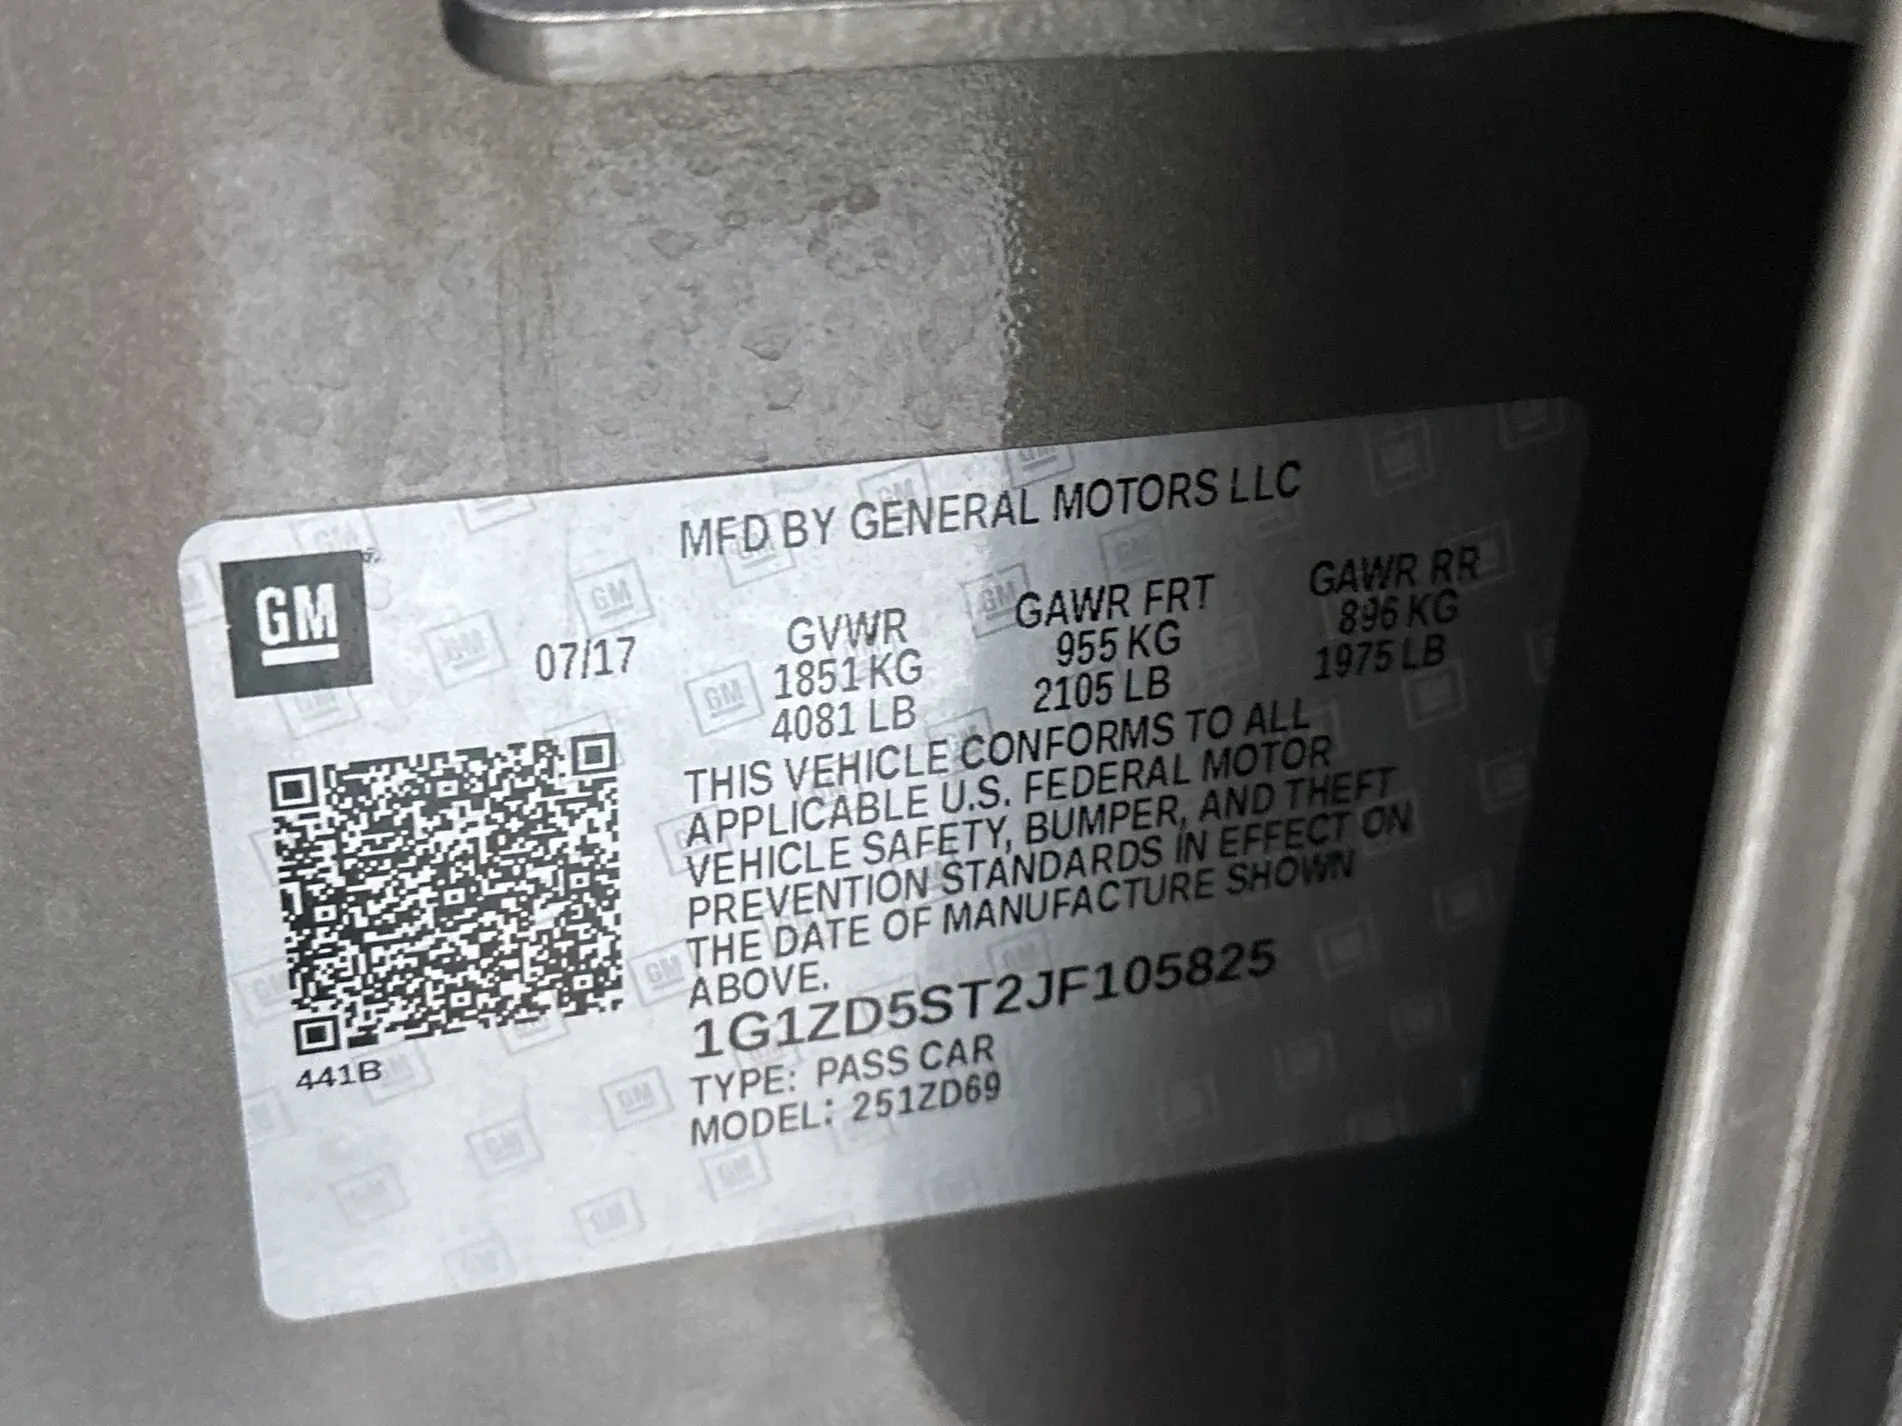 MFD BY GENERAL MOTORS LLC
GM
07/17
GVWR
1851 KG
4081 LB
GAWR FRT
955 KG
2105 LB
GAWR RR
896 KG
1975 LB
THIS VEHICLE CONFORMS TO ALL
APPLICABLE U.S. FEDERAL MOTOR
VEHICLE SAFETY, BUMPER, AND THEFT
PREVENTION STANDARDS IN EFFECT ON
THE DATE OF MANUFACTURE SHOWN
ABOVE.
1G1ZD5ST2JF105825
TYPE: PASS CAR
MODEL: 251ZD69
441B